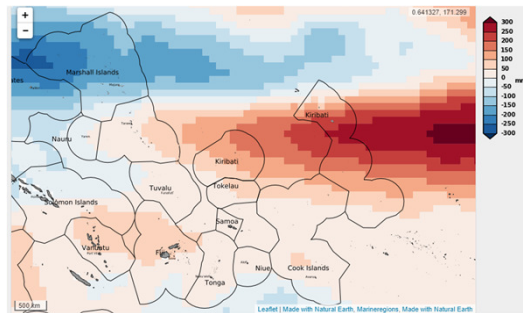 +
−
0.641327, 171.299
300
250
200
150
100
50
0
-50
-100
-150
-200
-250
-300
mm
ates
Marshall Islands
Kiribati
Nauru
Kiribati
Tuvalu
Tokelau
Solomon Islands
Samoa
Vanuatu
Fiji
Niue
Cook Islands
Tonga
500 km
Leaflet | Made with Natural Earth, Marineregions, Made with Natural Earth